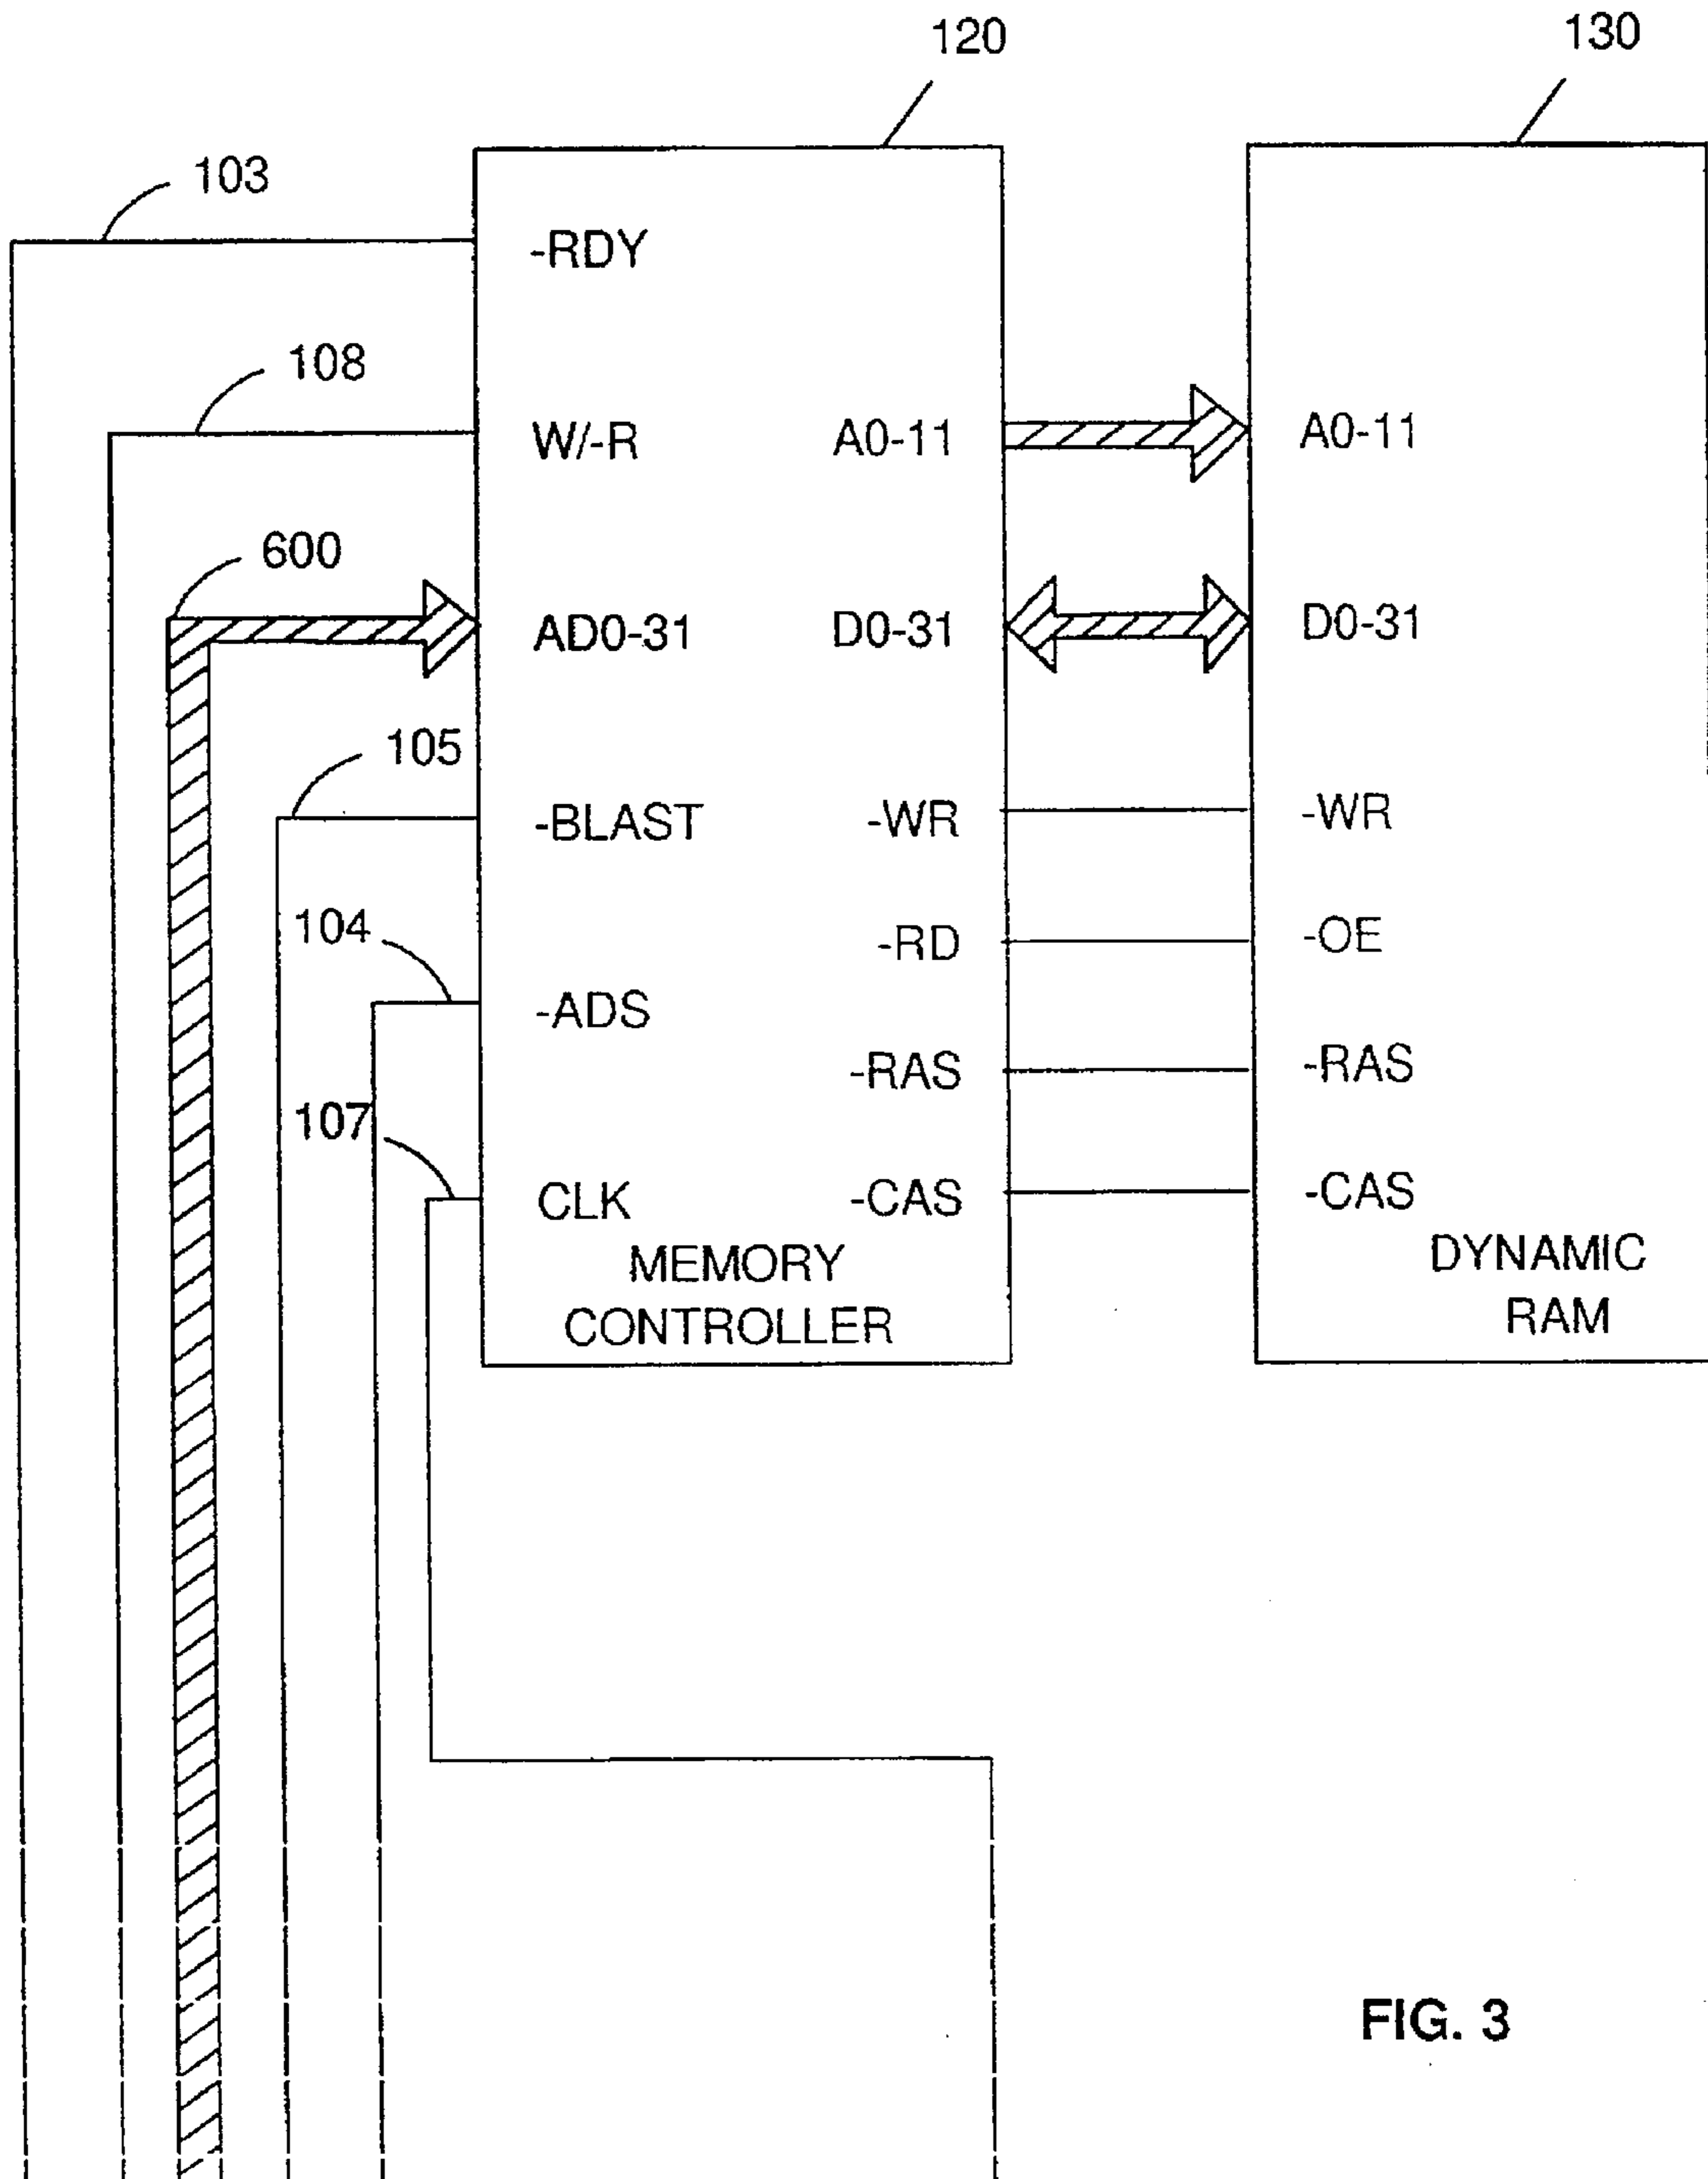 120
130
103
-RDY
108
W/-R
A0-11
A0-11
600
AD0-31
D0-31
D0-31
105
-BLAST
-WR
-WR
104
-RD
-OE
-ADS
-RAS
-RAS
107
CLK
-CAS
-CAS
MEMORY
CONTROLLER
DYNAMIC
RAM
FIG. 3